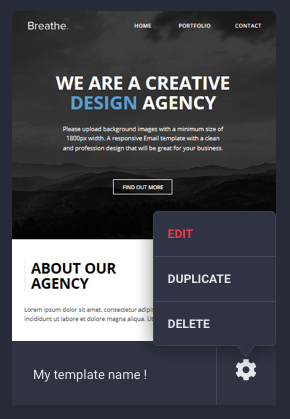 Breathe.
HOME PORTFOLIO CONTACT
WE ARE A CREATIVE
DESIGN AGENCY
Please upload background images with a minimum size of
1800px width. A responsive Email template with a clean
and profession design that will be great for your business.
FIND OUT MORE
EDIT
ABOUT OUR
AGENCY
DUPLICATE
Lorem ipsum dolor sit amet, consectetur adipis
incididunt ut labore et dolore magna aliqua. Ut
DELETE
My template name !